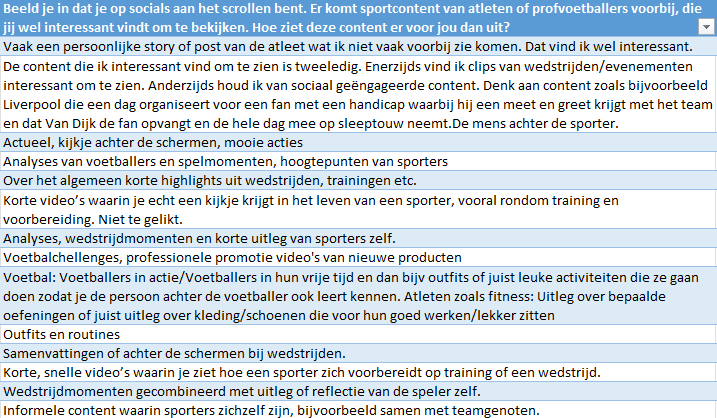 Beeld je in dat je op socials aan het scrollen bent. Er komt sportcontent van atleten of profvoetballers voorbij, die
jij wel interessant vindt om te bekijken. Hoe ziet deze content er voor jou dan uit?
Vaak een persoonlijke story of post van de atleet wat ik niet vaak voorbij zie komen. Dat vind ik wel interessant.
De content die ik interessant vind om te zien is tweeledig. Enerzijds vind ik clips van wedstrijden/evenementen
interessant om te zien. Anderzijds houd ik van sociaal geëngageerde content. Denk aan content zoals bijvoorbeeld
Liverpool die een dag organiseert voor een fan met een handicap waarbij hij een meet en greet krijgt met het team
en dat Van Dijk de fan opvangt en de hele dag mee op sleeptouw neemt.De mens achter de sporter.
Actueel, kijkje achter de schermen, mooie acties
Analyses van voetballers en spelmomenten, hoogtepunten van sporters
Over het algemeen korte highlights uit wedstrijden, trainingen etc.
Korte video’s waarin je echt een kijkje krijgt in het leven van een sporter, vooral rondom training en
voorbereiding. Niet te gelikt.
Analyses, wedstrijdmomenten en korte uitleg van sporters zelf.
Voetbalchellenges, professionele promotie video's van nieuwe producten
Voetbal: Voetballers in actie/Voetballers in hun vrije tijd en dan bijv outfits of juist leuke activiteiten die ze gaan
doen zodat je de persoon achter de voetballer ook leert kennen. Atleten zoals fitness: Uitleg over bepaalde
oefeningen of juist uitleg over kleding/schoenen die voor hun goed werken/lekker zitten
Outfits en routines
Samenvattingen of achter de schermen bij wedstrijden.
Korte, snelle video’s waarin je ziet hoe een sporter zich voorbereidt op training of een wedstrijd.
Wedstrijdmomenten gecombineerd met uitleg of reflectie van de speler zelf.
Informele content waarin sporters zichzelf zijn, bijvoorbeeld samen met teamgenoten.